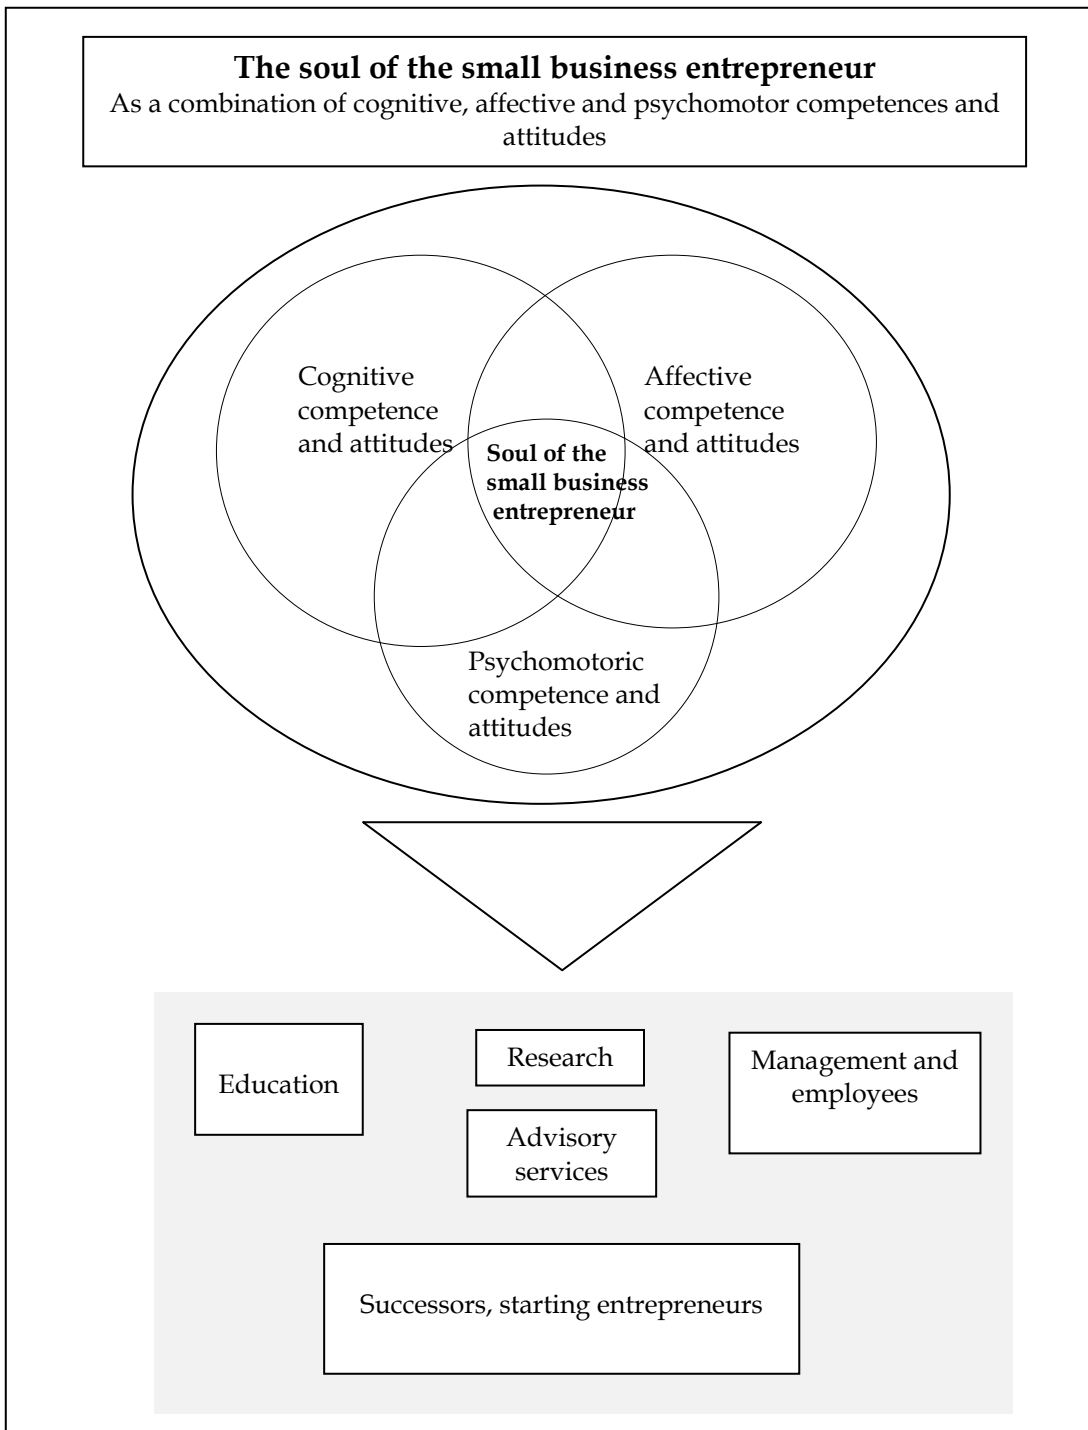 The soul of the small business entrepreneur
As a combination of cognitive, affective and psychomotor competences and
attitudes
Cognitive
competence
and attitudes
Affective
competence
and attitudes
Soul of the
small business
entrepreneur
Psychomotoric
competence and
attitudes
Education
Research
Management and
employees
Advisory
services
Successors, starting entrepreneurs